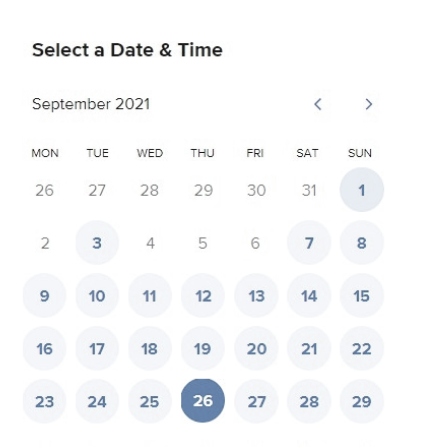 Select a Date & Time
September 2021
MON TUE WED THU FRI SAT SUN
26 27 28 29 30 31 1
2 3 4 5 6 7 8
9 10 11 12 13 14 15
16 17 18 19 20 21 22
23 24 25 26 27 28 29